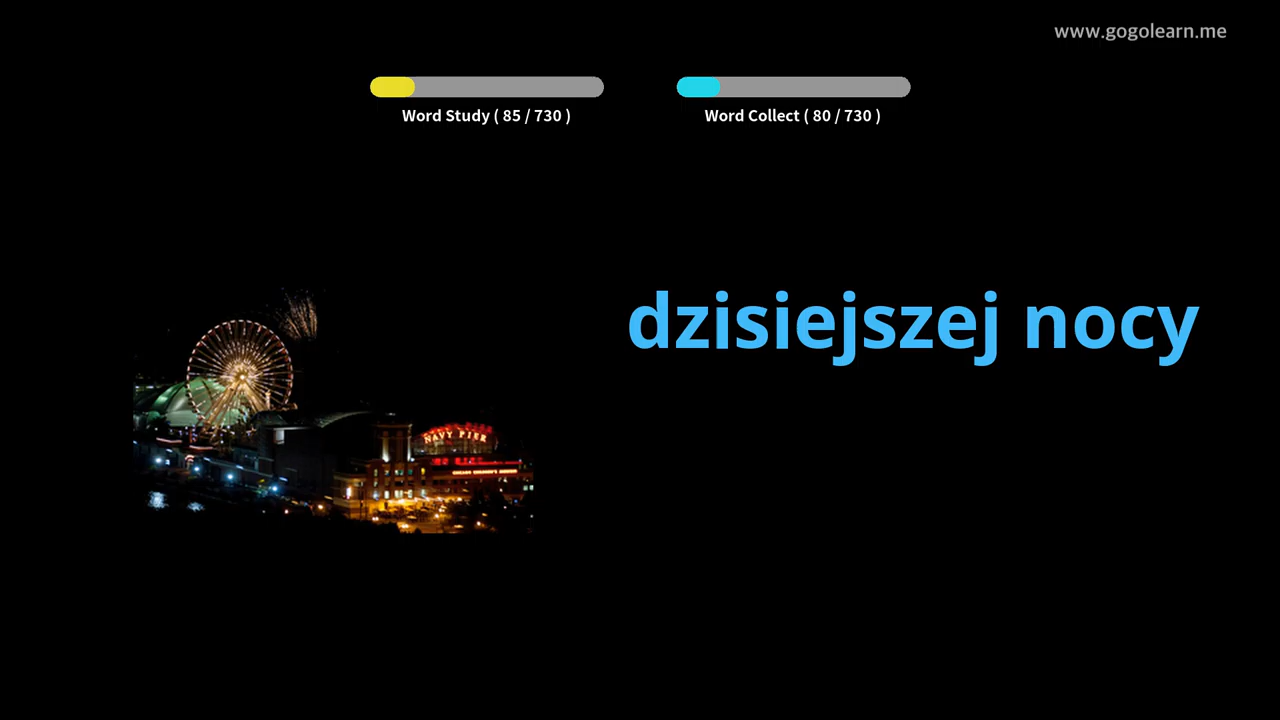 www.gogolearn.me
Word Study ( 85 / 730 )
Word Collect ( 80 / 730 )
dzisiejszej nocy
NAVY PIER